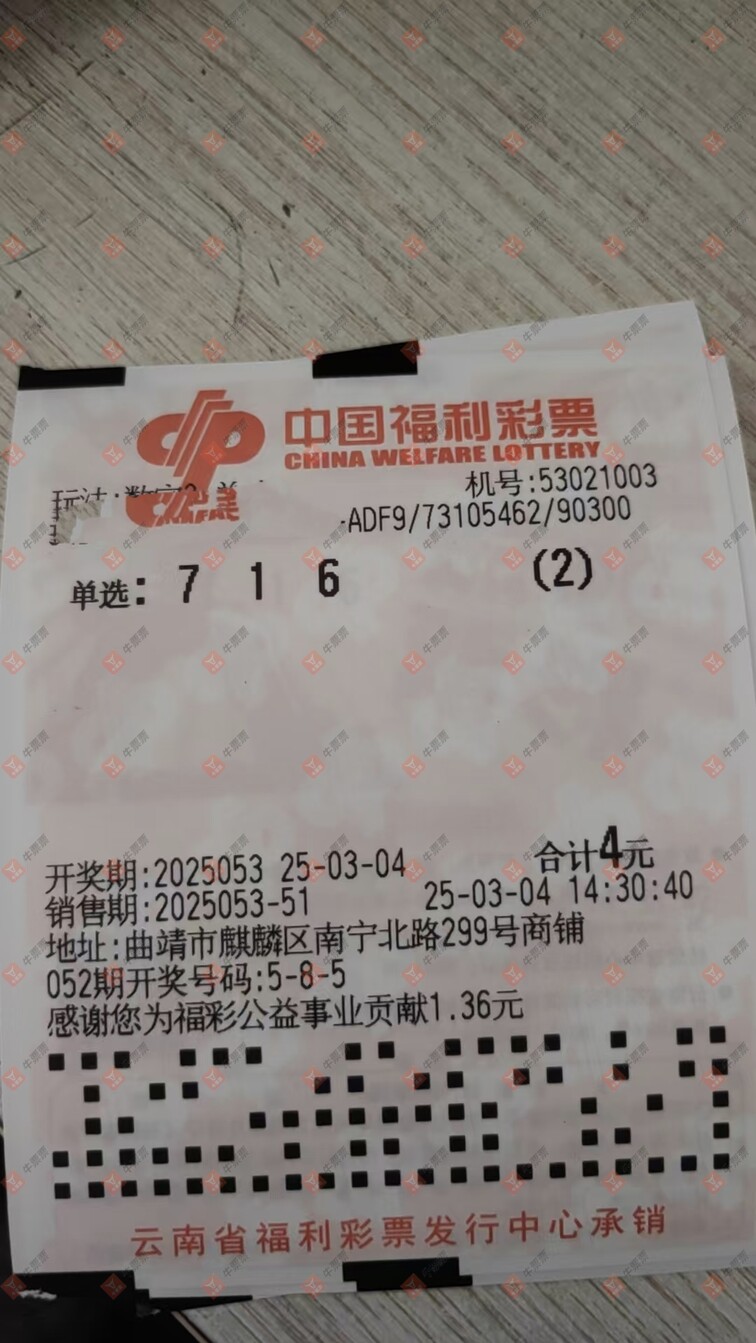 中国福利彩票
CHINA WELFARE LOTTERY
机号:53021003
-ADF9/73105462/90300
单选: 7 1 6 (2)
开奖期:2025053 25-03-04 合计4元
销售期:2025053-51 25-03-04 14:30:40
地址:曲靖市麒麟区南宁北路299号商铺
052期开奖号码:5-8-5
感谢您为福彩公益事业贡献1.36元
云南省福利彩票发行中心承销